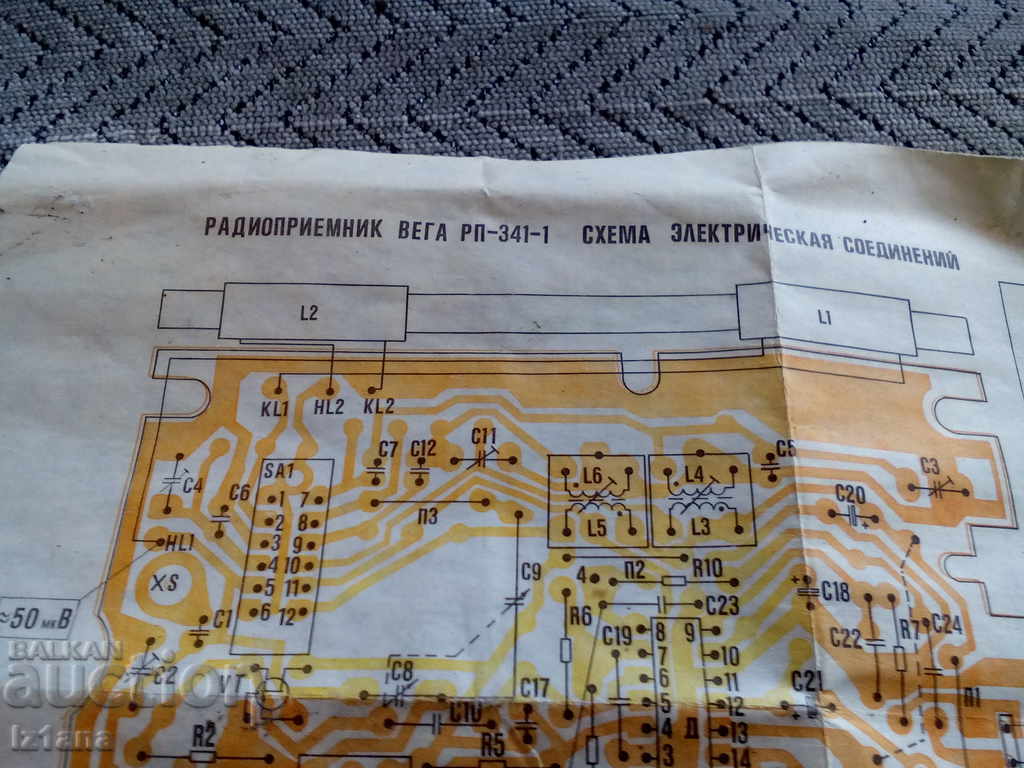 РАДИОПРИЕМНИК ВЕГА РП-341-1 СХЕМА ЭЛЕКТРИЧЕСКАЯ СОЕДИНЕНИЙ
L2 L1
KL1 HL2 KL2
C4 C6 SA1 C7 C12 C11 L6 L4 C5 C3
1 7
2 8
3 9
4 10
5 11
6 12
П3 L5 L3 C20
HL1
XS
≈50 мкВ
C1 C9 4 П2 R10 C18
R6 C23
C19 8 9 C22 R7 C24
7 10
6 11
5 12
4 Д 13
3 14
C2 VT C8 C17 C21 П1
C10
R2 R5
BALKAN
auction
iz1ana